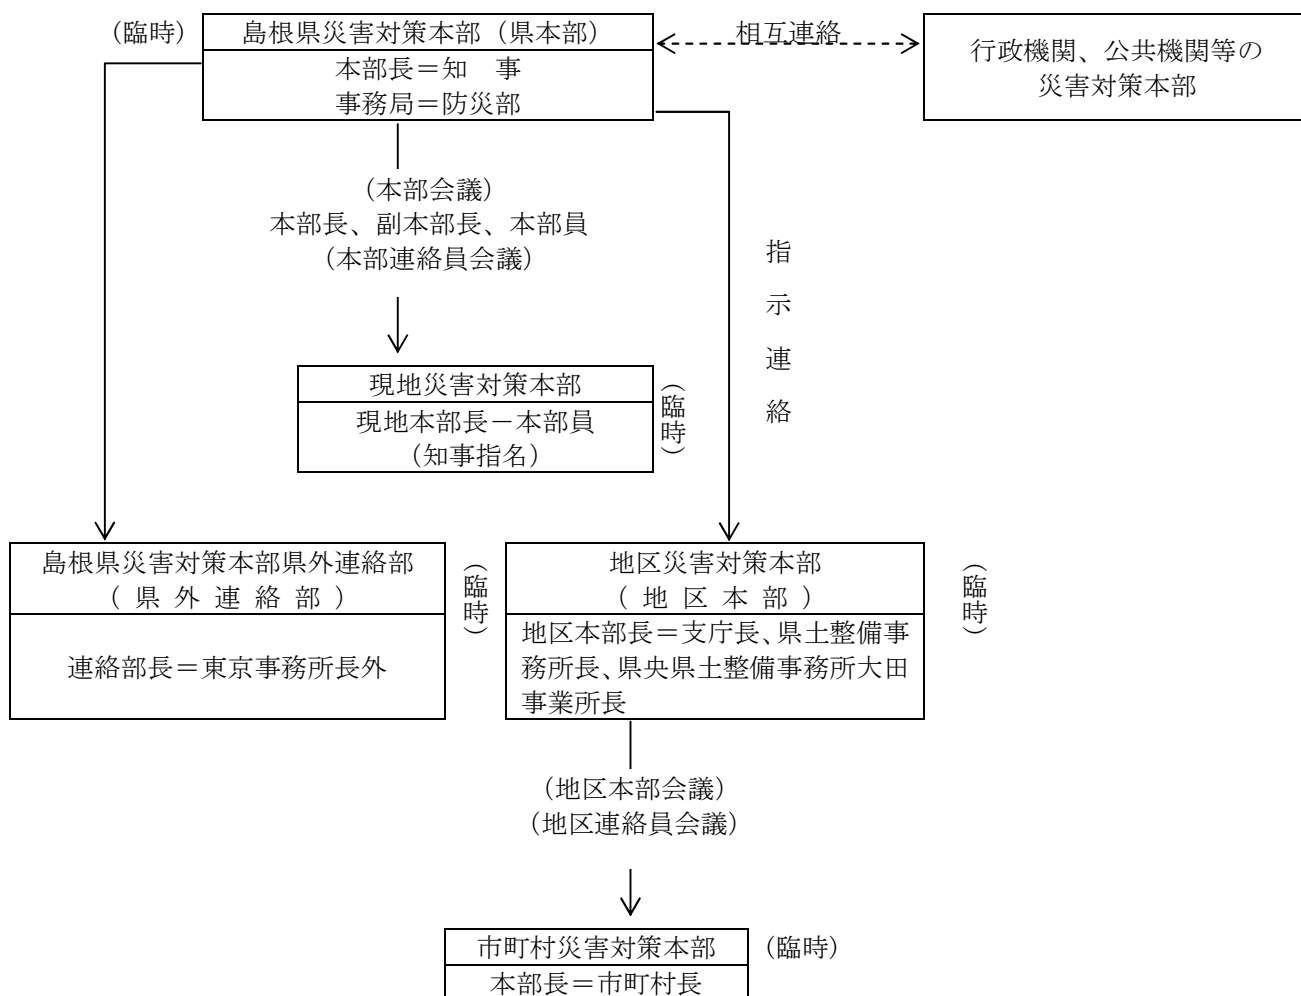 （臨時）
島根県災害対策本部（県本部）
本部長＝知　事
事務局＝防災部
相互連絡
行政機関、公共機関等の
災害対策本部
（本部会議）
本部長、副本部長、本部員
（本部連絡員会議）
指示連絡
現地災害対策本部
現地本部長－本部員
（知事指名）
（臨時）
島根県災害対策本部県外連絡部
（ 県 外 連 絡 部 ）
連絡部長＝東京事務所長外
（臨時）
地区災害対策本部
（ 地 区 本 部 ）
地区本部長＝支庁長、県土整備事
務所長、県央県土整備事務所大田
事業所長
（臨時）
（地区本部会議）
（地区連絡員会議）
市町村災害対策本部
本部長＝市町村長
（臨時）